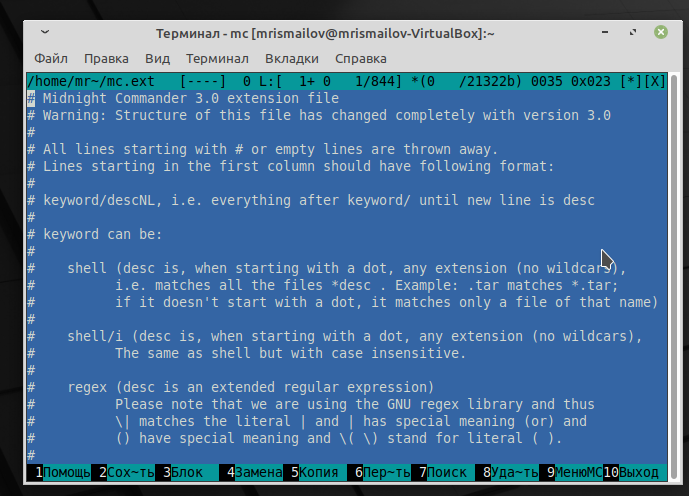 Терминал - mc [mrismailov@mrismailov-VirtualBox]:~
Файл Правка Вид Терминал Вкладки Справка
/home/mr~/mc.ext [----] 0 L:[ 1+ 0 1/844] *(0 /21322b) 0035 0x023 [*][X]
# Midnight Commander 3.0 extension file
# Warning: Structure of this file has changed completely with version 3.0
#
# All lines starting with # or empty lines are thrown away.
# Lines starting in the first column should have following format:
#
# keyword/descNL, i.e. everything after keyword/ until new line is desc
#
# keyword can be:
#
# shell (desc is, when starting with a dot, any extension (no wildcars),
# i.e. matches all the files *desc . Example: .tar matches *.tar;
# if it doesn't start with a dot, it matches only a file of that name)
#
# shell/i (desc is, when starting with a dot, any extension (no wildcars),
# The same as shell but with case insensitive.
#
# regex (desc is an extended regular expression)
# Please note that we are using the GNU regex library and thus
# \| matches the literal | and | has special meaning (or) and
# () have special meaning and \( \) stand for literal ( ).
#
1Помощь 2Сох~ть 3Блок 4Замена 5Копия 6Пер~ть 7Поиск 8Уда~ть 9МенюMC 10Выход